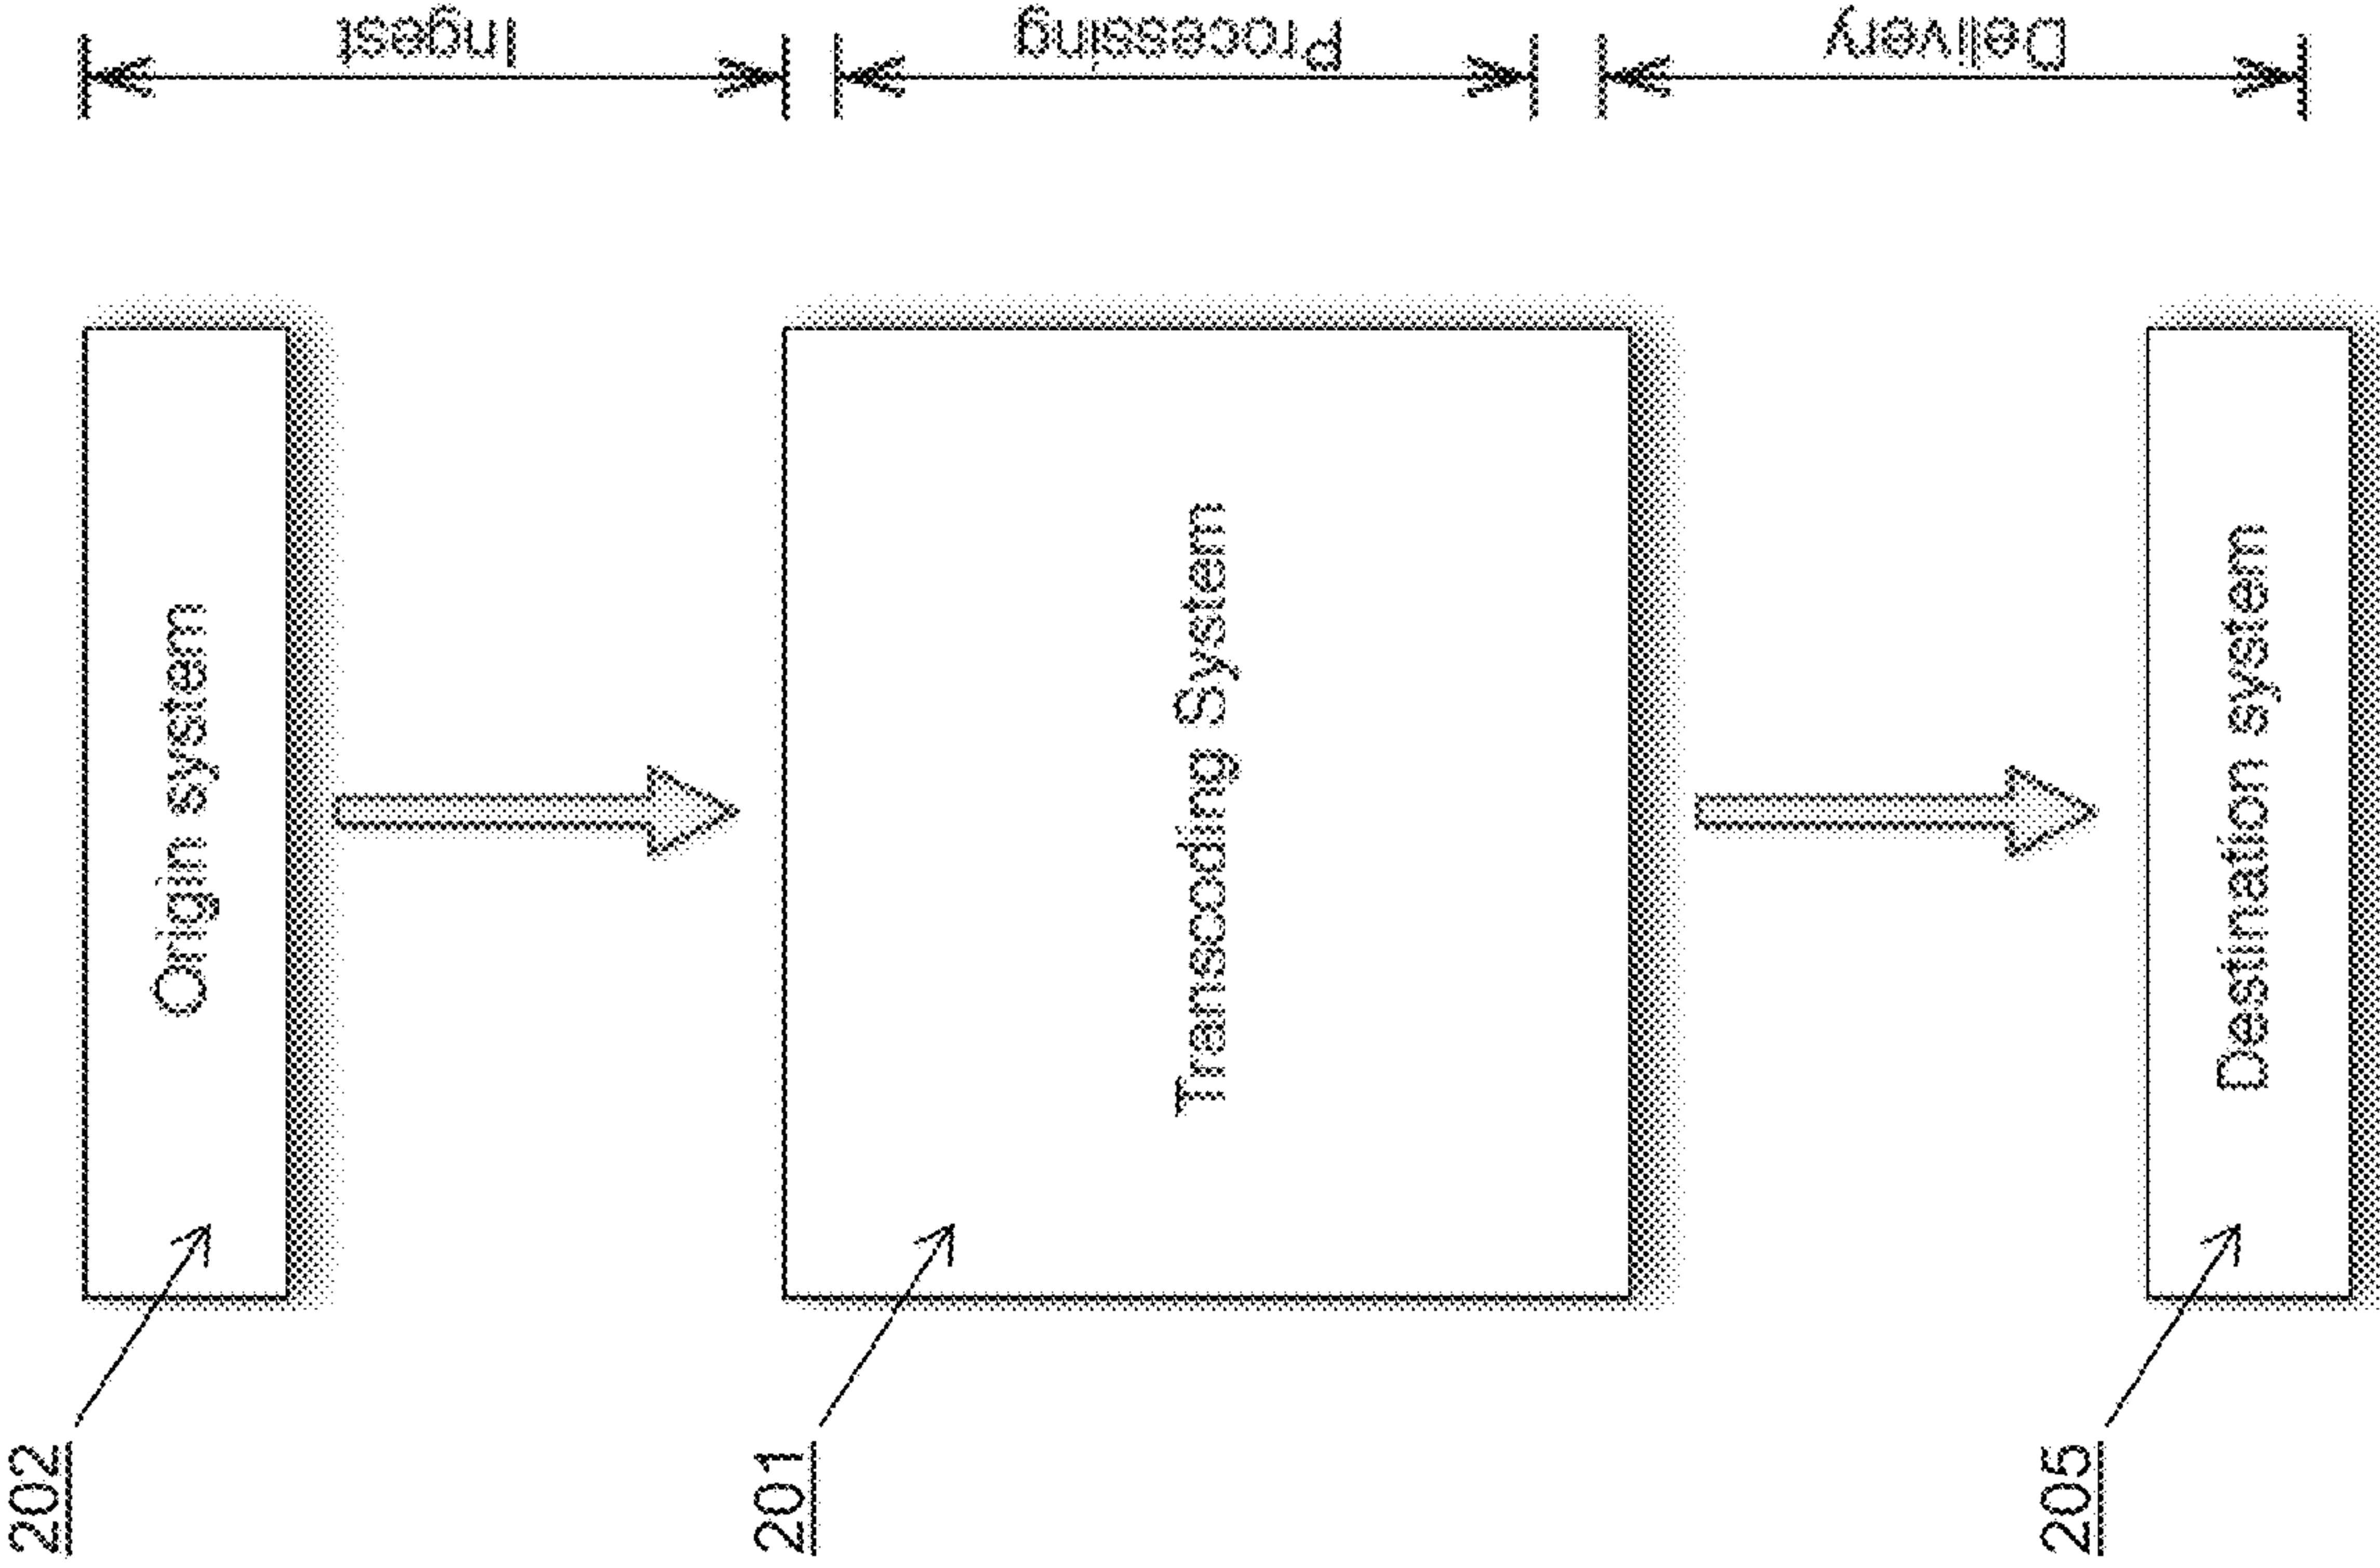 Ingest
Processing
Delivery
Origin system
Transcoding System
Destination system
202
201
205